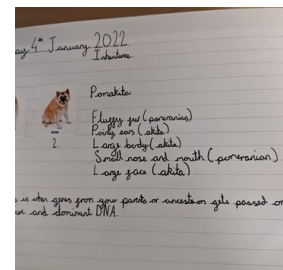 ay 4th January 2022
Inheritance
Pomakita
Fluffy fur (pomeranian)
Pointy ears (akita)
2.
Large body (akita)
Small nose and mouth (pomeranian)
Large face (akita)
is when genes from your parents or ancestors gets passed on
and dominant DNA.